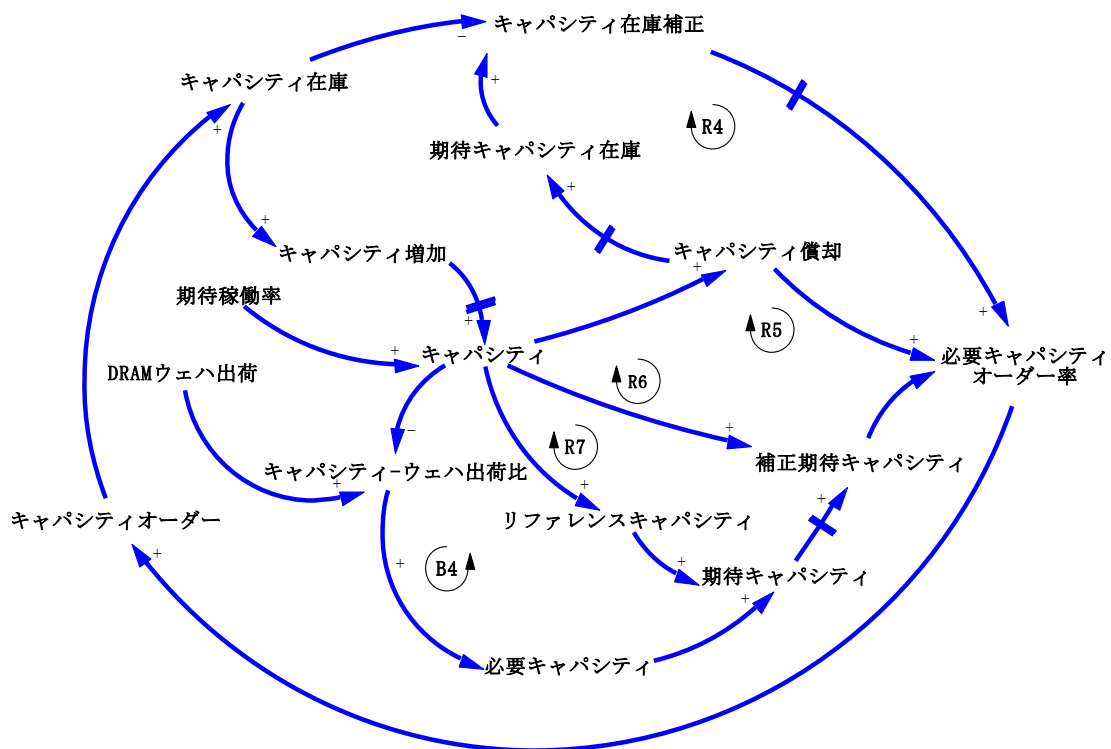 キャパシティ在庫補正
キャパシティ在庫
R4
期待キャパシティ在庫
キャパシティ増加
キャパシティ償却
期待稼働率
R5
キャパシティ
必要キャパシティ
オーダー率
DRAMウェハ出荷
R6
R7
キャパシティ-ウェハ出荷比
補正期待キャパシティ
キャパシティオーダー
リファレンスキャパシティ
B4
期待キャパシティ
必要キャパシティ